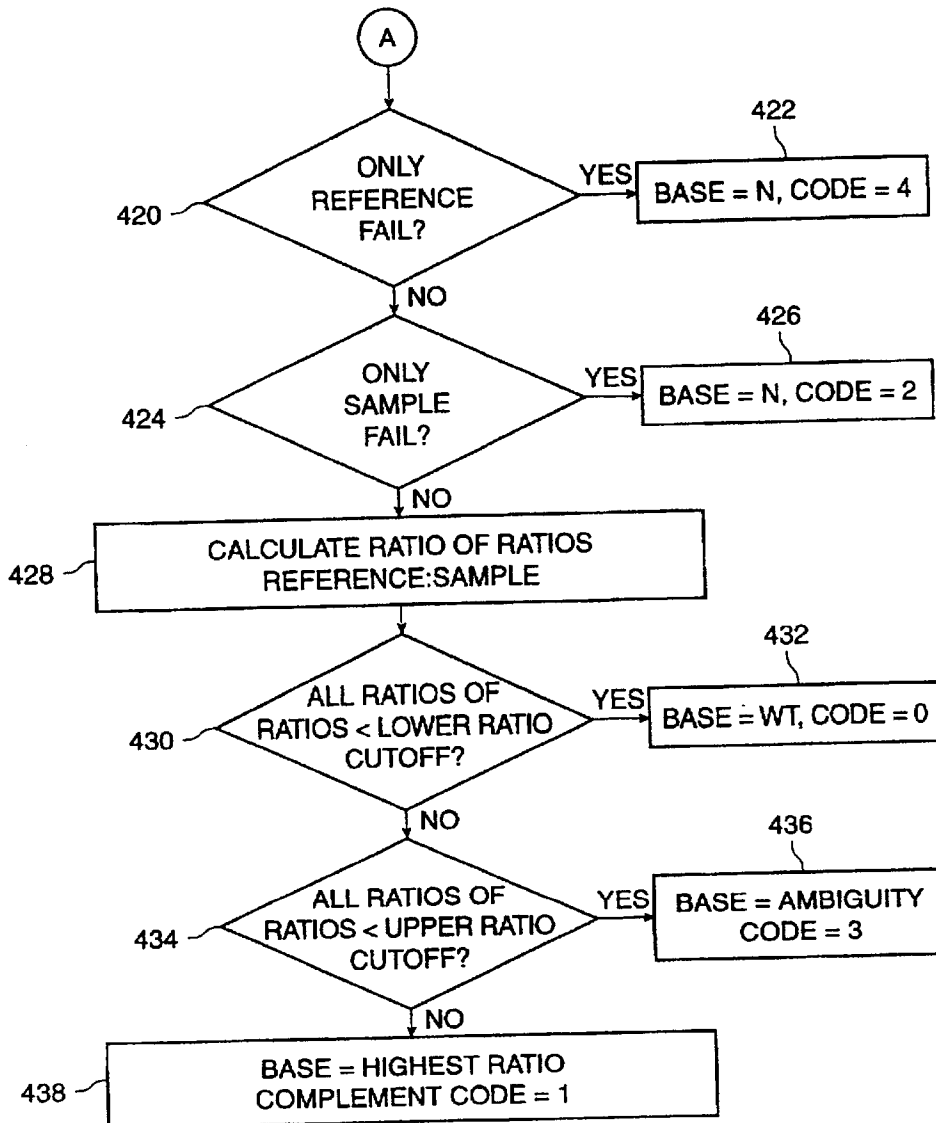 A
ONLY
REFERENCE
FAIL?
420
YES
422
BASE = N, CODE = 4
NO
ONLY
SAMPLE
FAIL?
424
YES
426
BASE = N, CODE = 2
NO
CALCULATE RATIO OF RATIOS
REFERENCE:SAMPLE
428
ALL RATIOS OF
RATIOS < LOWER RATIO
CUTOFF?
430
YES
432
BASE = WT, CODE = 0
NO
ALL RATIOS OF
RATIOS < UPPER RATIO
CUTOFF?
434
YES
436
BASE = AMBIGUITY
CODE = 3
NO
BASE = HIGHEST RATIO
COMPLEMENT CODE = 1
438